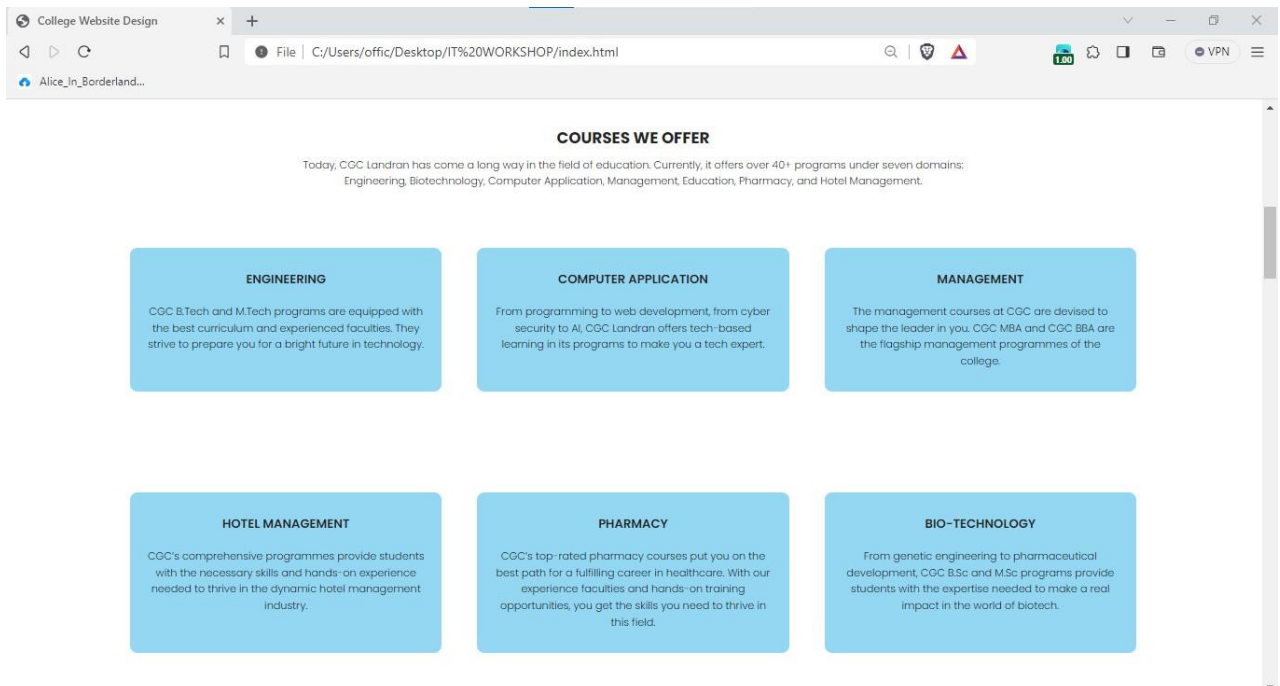 College Website Design
File | C:/Users/offic/Desktop/IT%20WORKSHOP/index.html
1.00
VPN
Alice_In_Borderland...
COURSES WE OFFER
Today, CGC Landran has come a long way in the field of education. Currently, it offers over 40+ programs under seven domains:
Engineering, Biotechnology, Computer Application, Management, Education, Pharmacy, and Hotel Management.
ENGINEERING
CGC B.Tech and M.Tech programs are equipped with
the best curriculum and experienced faculties. They
strive to prepare you for a bright future in technology.
COMPUTER APPLICATION
From programming to web development, from cyber
security to AI, CGC Landran offers tech-based
learning in its programs to make you a tech expert.
MANAGEMENT
The management courses at CGC are devised to
shape the leader in you. CGC MBA and CGC BBA are
the flagship management programmes of the
college.
HOTEL MANAGEMENT
CGC's comprehensive programmes provide students
with the necessary skills and hands-on experience
needed to thrive in the dynamic hotel management
industry.
PHARMACY
CGC's top-rated pharmacy courses put you on the
best path for a fulfilling career in healthcare. With our
experience faculties and hands-on training
opportunities, you get the skills you need to thrive in
this field.
BIO-TECHNOLOGY
From genetic engineering to pharmaceutical
development, CGC B.Sc and M.Sc programs provide
students with the expertise needed to make a real
impact in the world of biotech.